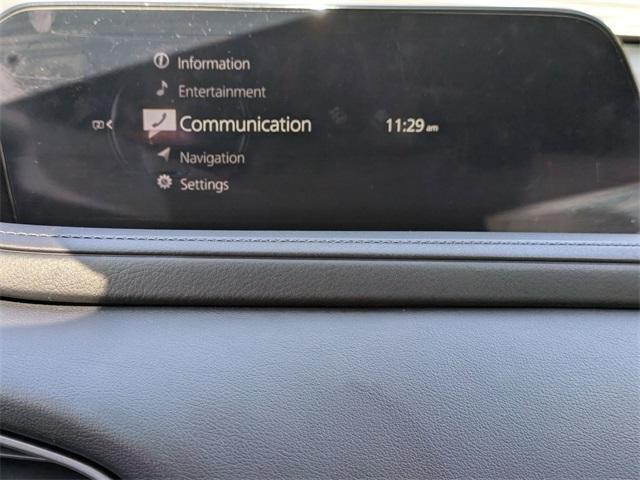 Information
Entertainment
Communication
11:29 am
Navigation
Settings